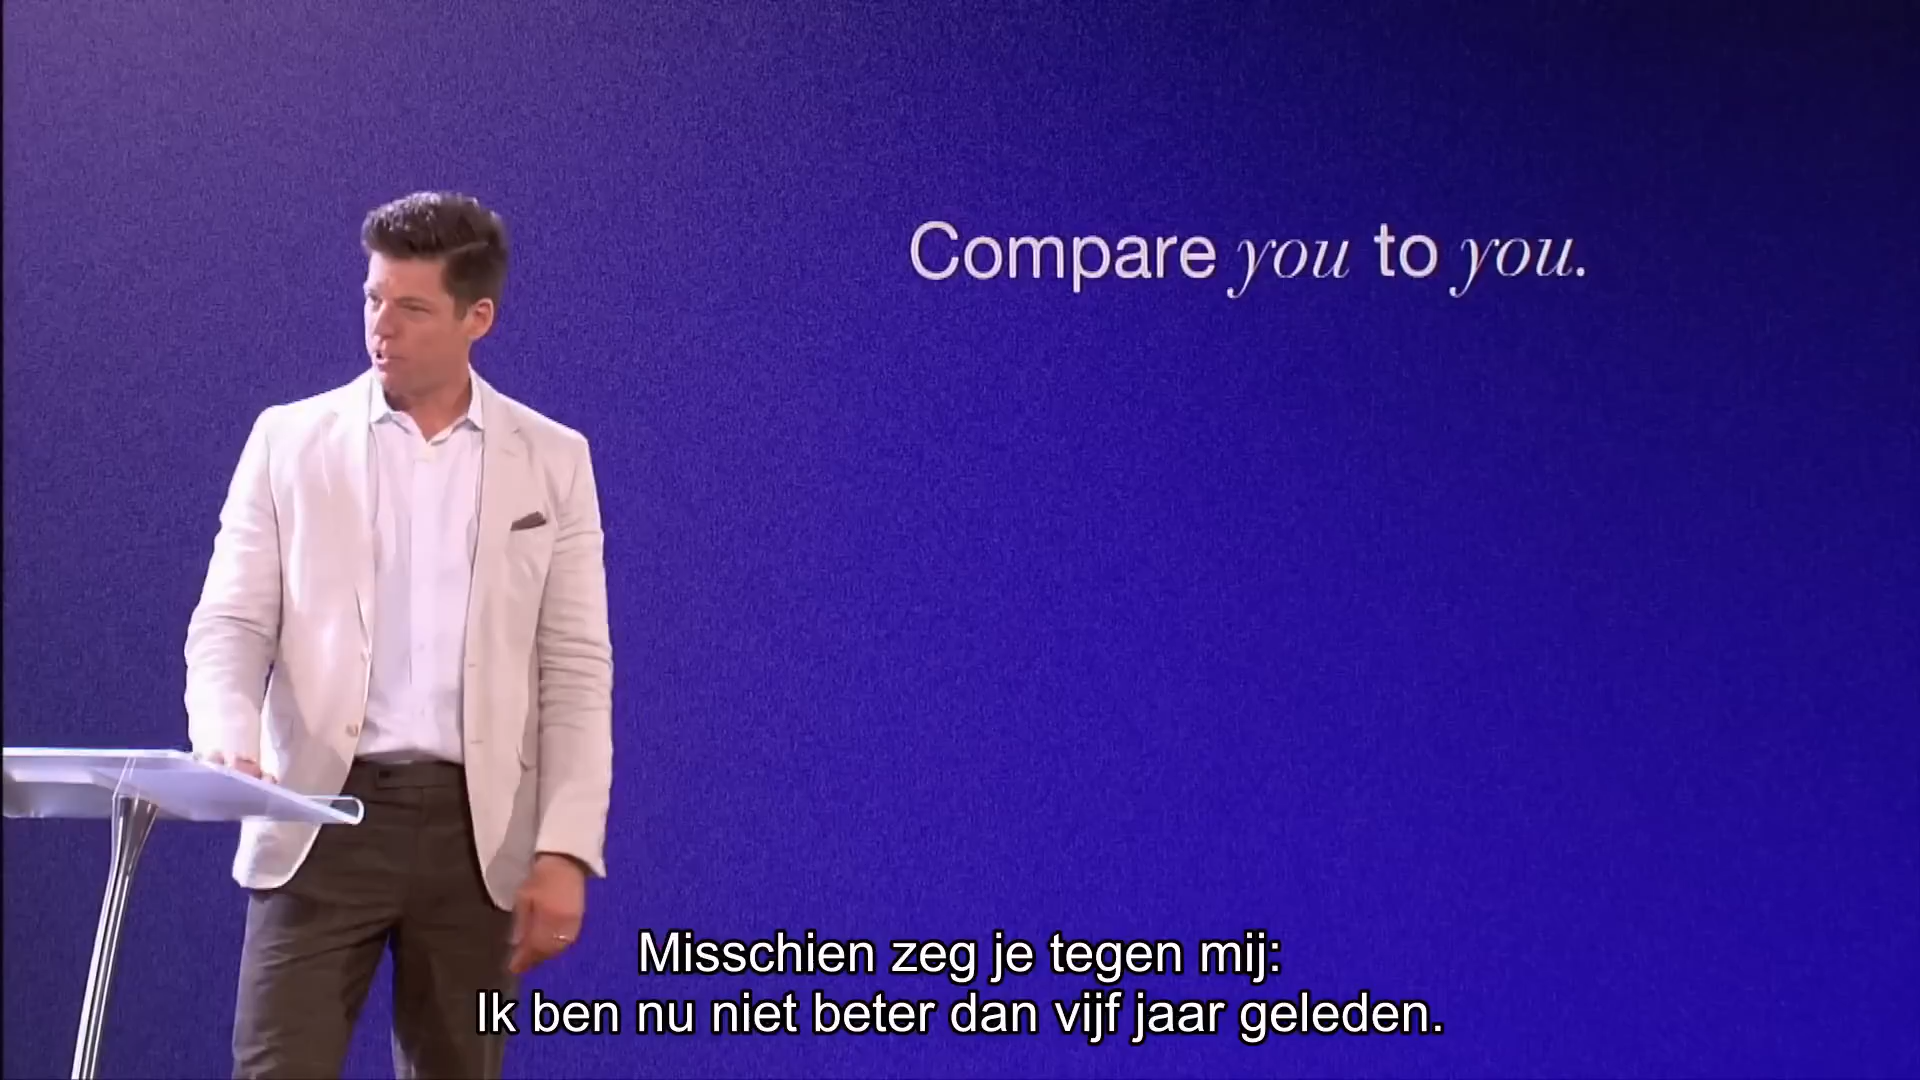 Compare you to you.
Misschien zeg je tegen mij:
Ik ben nu niet beter dan vijf jaar geleden.